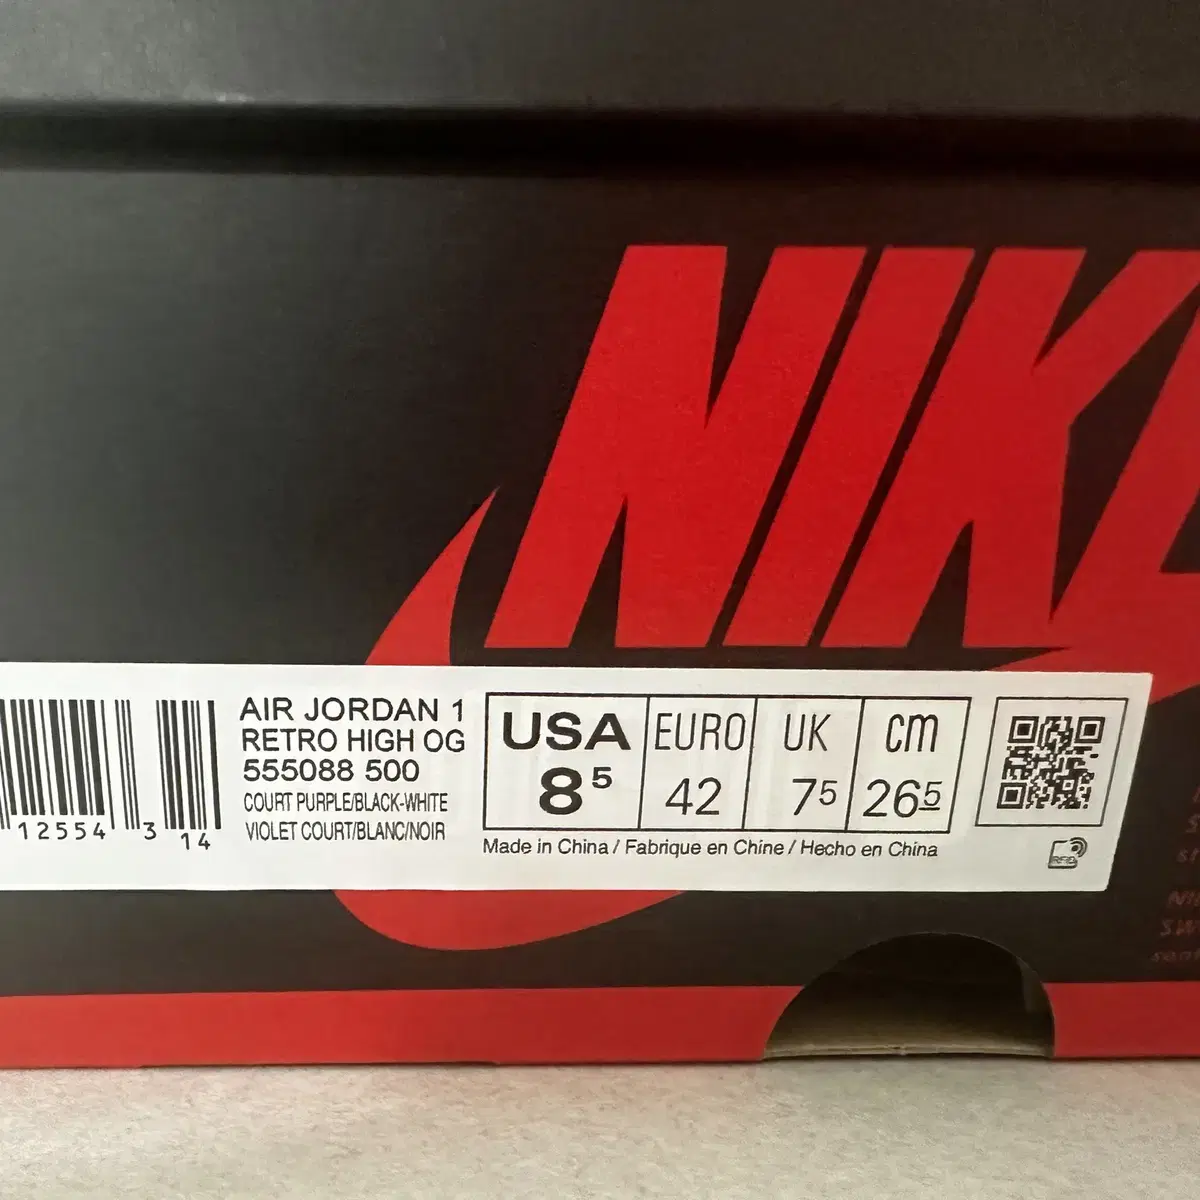 NIKE
AIR JORDAN 1
RETRO HIGH OG
555088 500
COURT PURPLE/BLACK-WHITE
VIOLET COURT/BLANC/NOIR
12554 3 14
USA EURO UK cm
8⁵ 42 7⁵ 26⁵
Made in China / Fabrique en Chine / Hecho en China
RFID